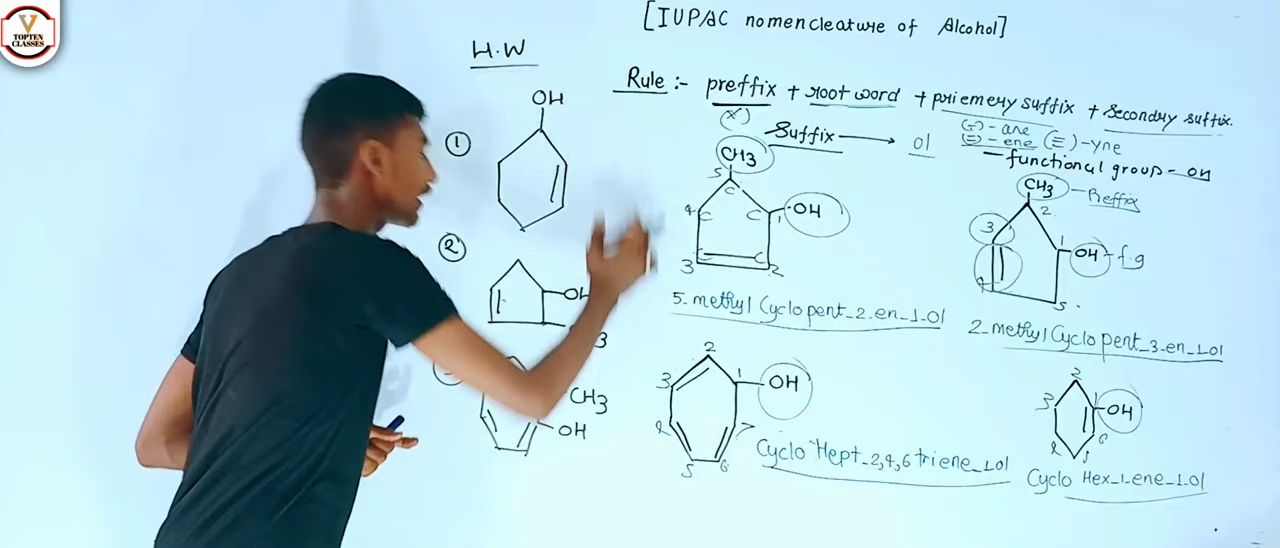 V
TOPTEN
CLASSES
[IUPAC nomencleature of Alcohol]
H.W
Rule :- preffix + root word + priemery suffix + Secondry suffix.
(x)
Suffix → ol
(-) - ane
(=) - ene (≡) - yne
functional group - on
1
OH
2
OH
3
CH3
OH
CH3
5
C
4
C
C
1
OH
C
C
3
2
5-methyl Cyclopent-2-en-1-ol
CH3 - Preffix
2
3
1
OH - f.g
4
5
2-methyl Cyclo pent-3-en-1-ol
2
3
1
OH
5
6
7
Cyclo Hept-2,4,6 triene-1-ol
2
3
1
OH
6
Cyclo Hex-1-ene-1-ol